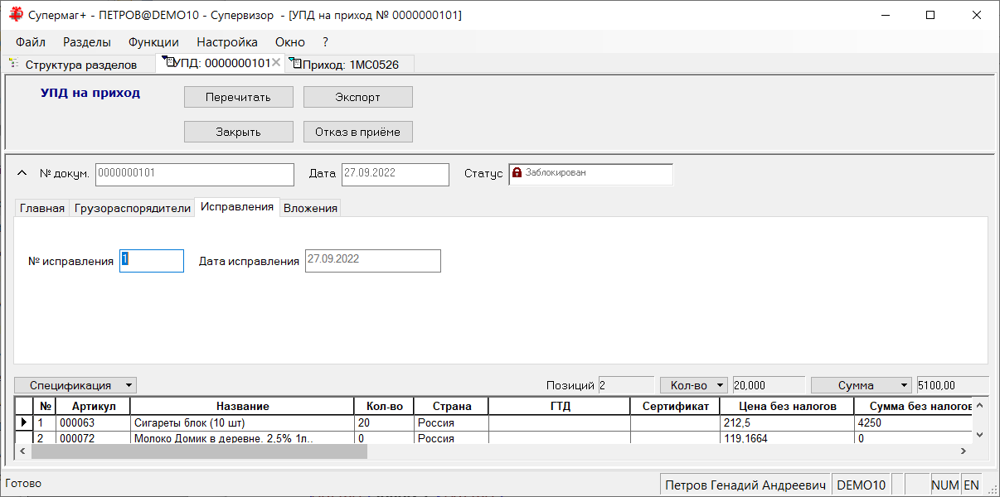 Супермаг+ - ПЕТРОВ@DEMO10 - Супервизор - [УПД на приход № 0000000101]
Файл Разделы Функции Настройка Окно ?
Структура разделов УПД: 0000000101 Приход: 1МС0526
УПД на приход Перечитать Экспорт
Закрыть Отказ в приёме
№ докум. 0000000101 Дата 27.09.2022 Статус Заблокирован
Главная Грузораспорядители Исправления Вложения
№ исправления 1 Дата исправления 27.09.2022
Спецификация Позиций 2 Кол-во 20,000 Сумма 5100,00
№ Артикул Название Кол-во Страна ГТД Сертификат Цена без налогов Сумма без налогов
1 000063 Сигареты блок (10 шт) 20 Россия 212,5 4250
2 000072 Молоко Домик в деревне. 2,5% 1л.. 0 Россия 119,1664 0
Готово Петров Генадий Андреевич DEMO10 NUM EN